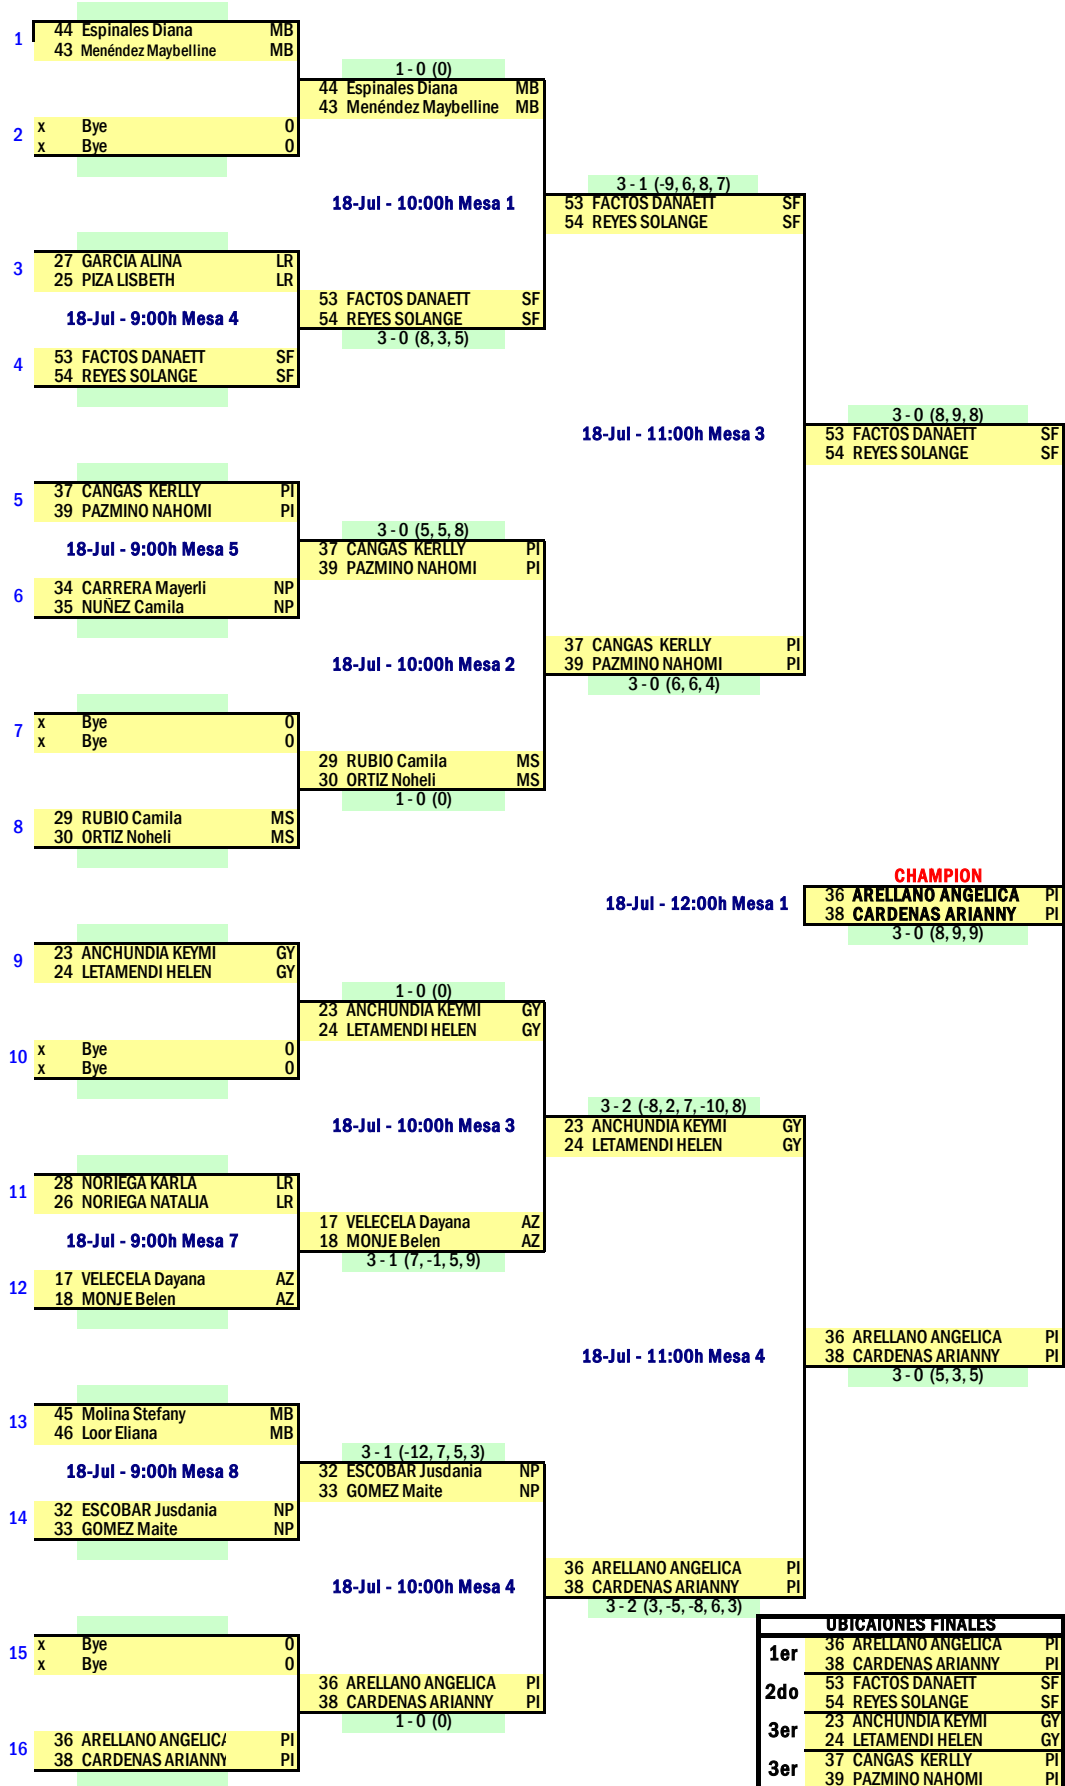 1 44 Espinales Diana MB
43 Menéndez Maybelline MB
1 - 0 (0)
44 Espinales Diana MB
43 Menéndez Maybelline MB
2 x Bye 0
x Bye 0
18-Jul - 10:00h Mesa 1
3 - 1 (-9, 6, 8, 7)
53 FACTOS DANAETT SF
54 REYES SOLANGE SF
3 27 GARCIA ALINA LR
25 PIZA LISBETH LR
18-Jul - 9:00h Mesa 4
53 FACTOS DANAETT SF
54 REYES SOLANGE SF
3 - 0 (8, 3, 5)
4 53 FACTOS DANAETT SF
54 REYES SOLANGE SF
18-Jul - 11:00h Mesa 3
3 - 0 (8, 9, 8)
53 FACTOS DANAETT SF
54 REYES SOLANGE SF
5 37 CANGAS KERLLY PI
39 PAZMINO NAHOMI PI
18-Jul - 9:00h Mesa 5
3 - 0 (5, 5, 8)
37 CANGAS KERLLY PI
39 PAZMINO NAHOMI PI
6 34 CARRERA Mayerli NP
35 NUÑEZ Camila NP
18-Jul - 10:00h Mesa 2
37 CANGAS KERLLY PI
39 PAZMINO NAHOMI PI
3 - 0 (6, 6, 4)
7 x Bye 0
x Bye 0
29 RUBIO Camila MS
30 ORTIZ Noheli MS
1 - 0 (0)
8 29 RUBIO Camila MS
30 ORTIZ Noheli MS
18-Jul - 12:00h Mesa 1
CHAMPION
36 ARELLANO ANGELICA PI
38 CARDENAS ARIANNY PI
3 - 0 (8, 9, 9)
9 23 ANCHUNDIA KEYMI GY
24 LETAMENDI HELEN GY
1 - 0 (0)
23 ANCHUNDIA KEYMI GY
24 LETAMENDI HELEN GY
10 x Bye 0
x Bye 0
18-Jul - 10:00h Mesa 3
3 - 2 (-8, 2, 7, -10, 8)
23 ANCHUNDIA KEYMI GY
24 LETAMENDI HELEN GY
11 28 NORIEGA KARLA LR
26 NORIEGA NATALIA LR
18-Jul - 9:00h Mesa 7
17 VELECELA Dayana AZ
18 MONJE Belen AZ
3 - 1 (7, -1, 5, 9)
12 17 VELECELA Dayana AZ
18 MONJE Belen AZ
18-Jul - 11:00h Mesa 4
36 ARELLANO ANGELICA PI
38 CARDENAS ARIANNY PI
3 - 0 (5, 3, 5)
13 45 Molina Stefany MB
46 Loor Eliana MB
18-Jul - 9:00h Mesa 8
3 - 1 (-12, 7, 5, 3)
32 ESCOBAR Jusdania NP
33 GOMEZ Maite NP
14 32 ESCOBAR Jusdania NP
33 GOMEZ Maite NP
18-Jul - 10:00h Mesa 4
36 ARELLANO ANGELICA PI
38 CARDENAS ARIANNY PI
3 - 2 (3, -5, -8, 6, 3)
15 x Bye 0
x Bye 0
36 ARELLANO ANGELICA PI
38 CARDENAS ARIANNY PI
1 - 0 (0)
16 36 ARELLANO ANGELICA PI
38 CARDENAS ARIANNY PI
UBICAIONES FINALES
1er 36 ARELLANO ANGELICA PI
38 CARDENAS ARIANNY PI
2do 53 FACTOS DANAETT SF
54 REYES SOLANGE SF
3er 23 ANCHUNDIA KEYMI GY
24 LETAMENDI HELEN GY
3er 37 CANGAS KERLLY PI
39 PAZMINO NAHOMI PI